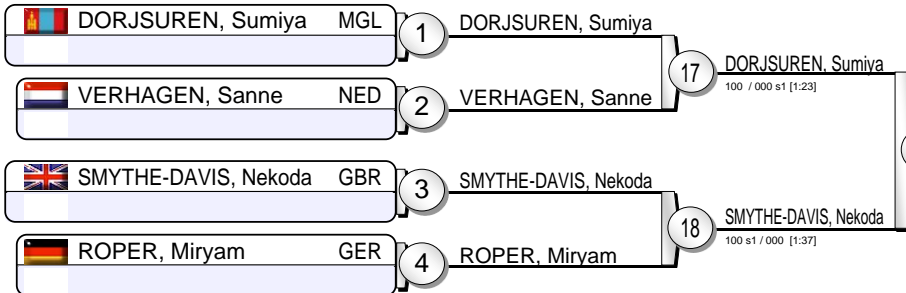 DORJSUREN, Sumiya MGL
1
DORJSUREN, Sumiya
VERHAGEN, Sanne NED
2
VERHAGEN, Sanne
17
DORJSUREN, Sumiya
100 / 000 s1 [1:23]
SMYTHE-DAVIS, Nekoda GBR
3
SMYTHE-DAVIS, Nekoda
ROPER, Miryam GER
4
ROPER, Miryam
18
SMYTHE-DAVIS, Nekoda
100 s1 / 000 [1:37]